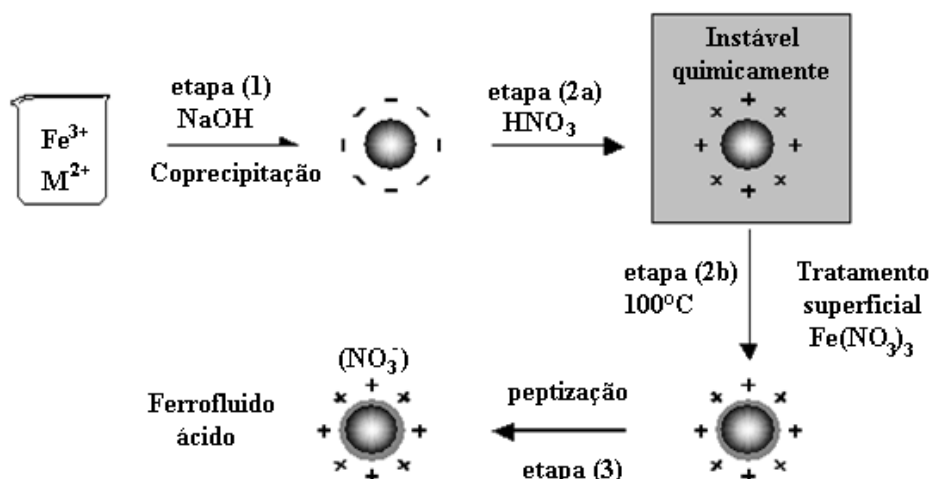 Fe³⁺
M²⁺
etapa (1)
NaOH
Coprecipitação
etapa (2a)
HNO₃
Instável
quimicamente
etapa (2b)
100ºC
Tratamento
superficial
Fe(NO₃)₃
peptização
etapa (3)
(NO₃⁻)
Ferrofluido
ácido